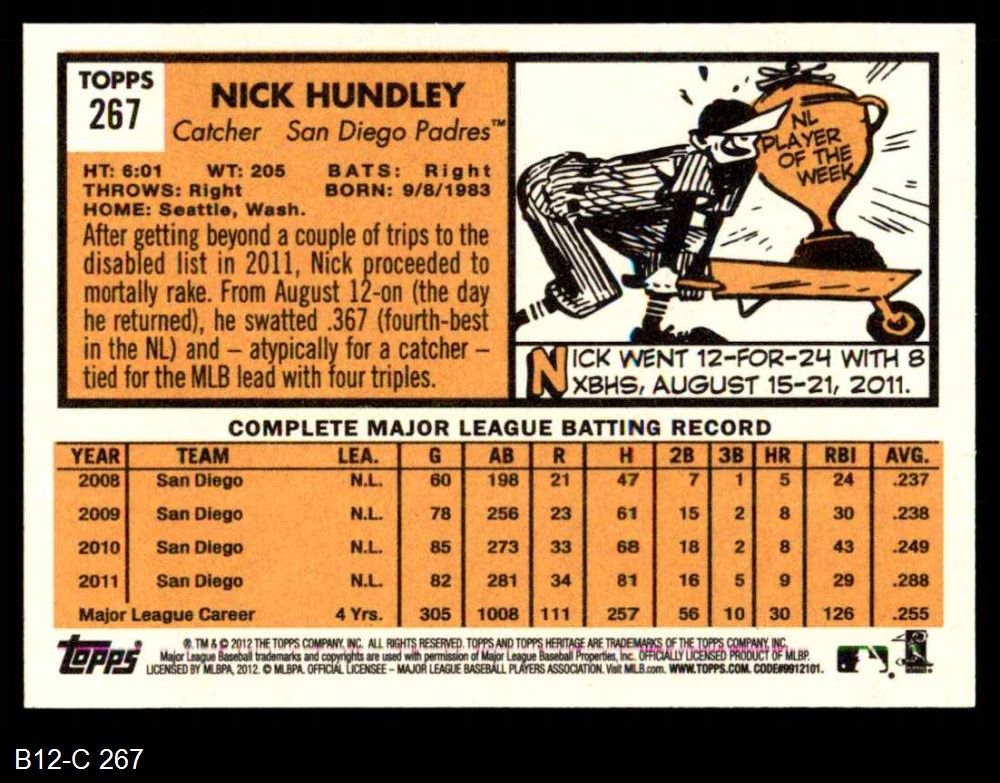 TOPPS
267
NICK HUNDLEY
Catcher San Diego Padres™
HT: 6:01 WT: 205 BATS: Right
THROWS: Right BORN: 9/8/1983
HOME: Seattle, Wash.
After getting beyond a couple of trips to the
disabled list in 2011, Nick proceeded to
mortally rake. From August 12-on (the day
he returned), he swatted .367 (fourth-best
in the NL) and – atypically for a catcher –
tied for the MLB lead with four triples.
NL
PLAYER
OF THE
WEEK
NICK WENT 12-FOR-24 WITH 8
XBHS, AUGUST 15-21, 2011.
COMPLETE MAJOR LEAGUE BATTING RECORD
YEAR TEAM LEA. G AB R H 2B 3B HR RBI AVG.
2008 San Diego N.L. 60 198 21 47 7 1 5 24 .237
2009 San Diego N.L. 78 256 23 61 15 2 8 30 .238
2010 San Diego N.L. 85 273 33 68 18 2 8 43 .249
2011 San Diego N.L. 82 281 34 81 16 5 9 29 .288
Major League Career 4 Yrs. 305 1008 111 257 56 10 30 126 .255
topps
®, TM & © 2012 THE TOPPS COMPANY, INC. ALL RIGHTS RESERVED. TOPPS AND TOPPS HERITAGE ARE TRADEMARKS OF THE TOPPS COMPANY, INC.
Major League Baseball trademarks and copyrights are used with permission of Major League Baseball Properties, Inc. OFFICIALLY LICENSED PRODUCT OF MLBP.
LICENSED BY MLBPA, 2012. © MLBPA. OFFICIAL LICENSEE – MAJOR LEAGUE BASEBALL PLAYERS ASSOCIATION. Visit MLB.com. WWW.TOPPS.COM. CODE#9912101.
B12-C 267